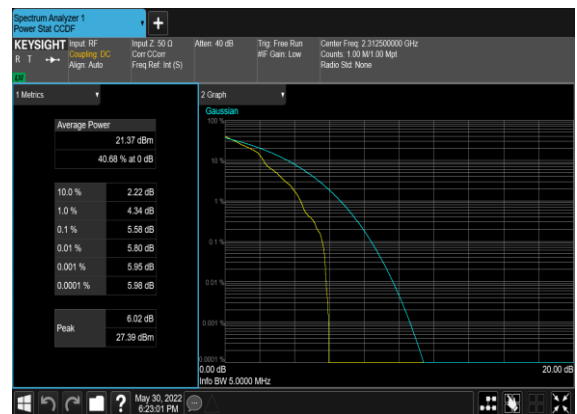 Spectrum Analyzer 1
Power Stat CCDF
+
KEYSIGHT
R T
LXI
Input: RF
Coupling: DC
Align: Auto
Input Z: 50 Ω
Corr CCorr
Freq Ref: Int (S)
Atten: 40 dB
Trig: Free Run
#IF Gain: Low
Center Freq: 2.312500000 GHz
Counts: 1.00 M/1.00 Mpt
Radio Std: None
1 Metrics
Average Power
21.37 dBm
40.68 % at 0 dB
10.0 % 2.22 dB
1.0 % 4.34 dB
0.1 % 5.58 dB
0.01 % 5.80 dB
0.001 % 5.95 dB
0.0001 % 5.98 dB
Peak
6.02 dB
27.39 dBm
2 Graph
Gaussian
100 %
10 %
1 %
0.1 %
0.01 %
0.001 %
0.0001 %
0.00 dB
20.00 dB
Info BW 5.0000 MHz
?
May 30, 2022
6:23:01 PM